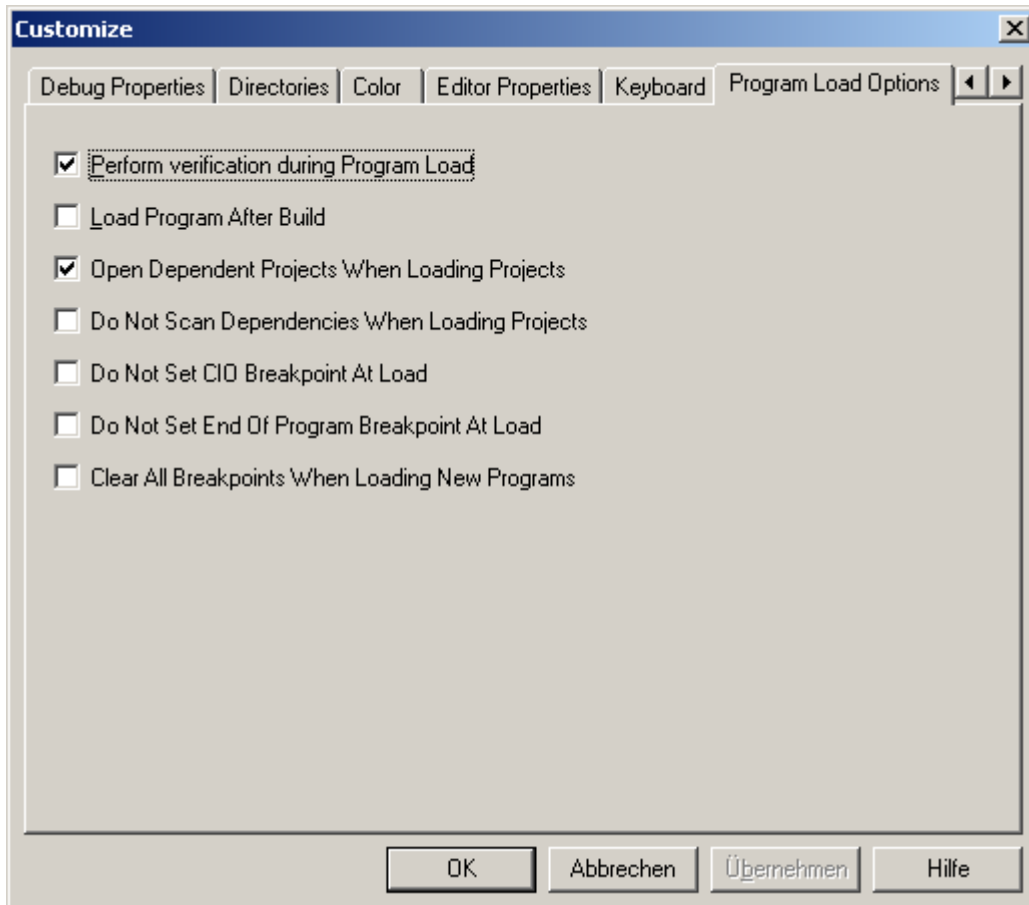 Customize
Debug Properties Directories Color Editor Properties Keyboard Program Load Options
Perform verification during Program Load
Load Program After Build
Open Dependent Projects When Loading Projects
Do Not Scan Dependencies When Loading Projects
Do Not Set CIO Breakpoint At Load
Do Not Set End Of Program Breakpoint At Load
Clear All Breakpoints When Loading New Programs
OK Abbrechen Übernehmen Hilfe